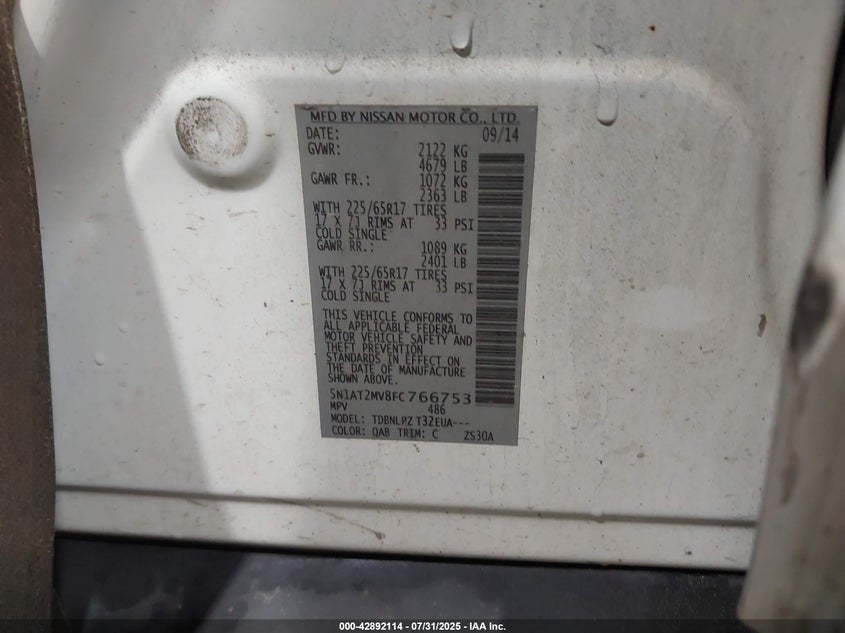 MFD BY NISSAN MOTOR CO., LTD.
DATE: 09/14
GVWR: 2122 KG
4679 LB
GAWR FR.: 1072 KG
2363 LB
WITH 225/65R17 TIRES
17 X 7J RIMS AT 33 PSI
COLD SINGLE
GAWR RR.: 1089 KG
2401 LB
WITH 225/65R17 TIRES
17 X 7J RIMS AT 33 PSI
COLD SINGLE
THIS VEHICLE CONFORMS TO
ALL APPLICABLE FEDERAL
MOTOR VEHICLE SAFETY AND
THEFT PREVENTION
STANDARDS IN EFFECT ON
THE DATE OF MANUFACTURE
SHOWN ABOVE.
5N1AT2MV8FC766753
MPV 486
MODEL: TDBNLPZ T32EUA---
COLOR: QAB TRIM: C ZS30A
000-42892114 - 07/31/2025 - IAA Inc.